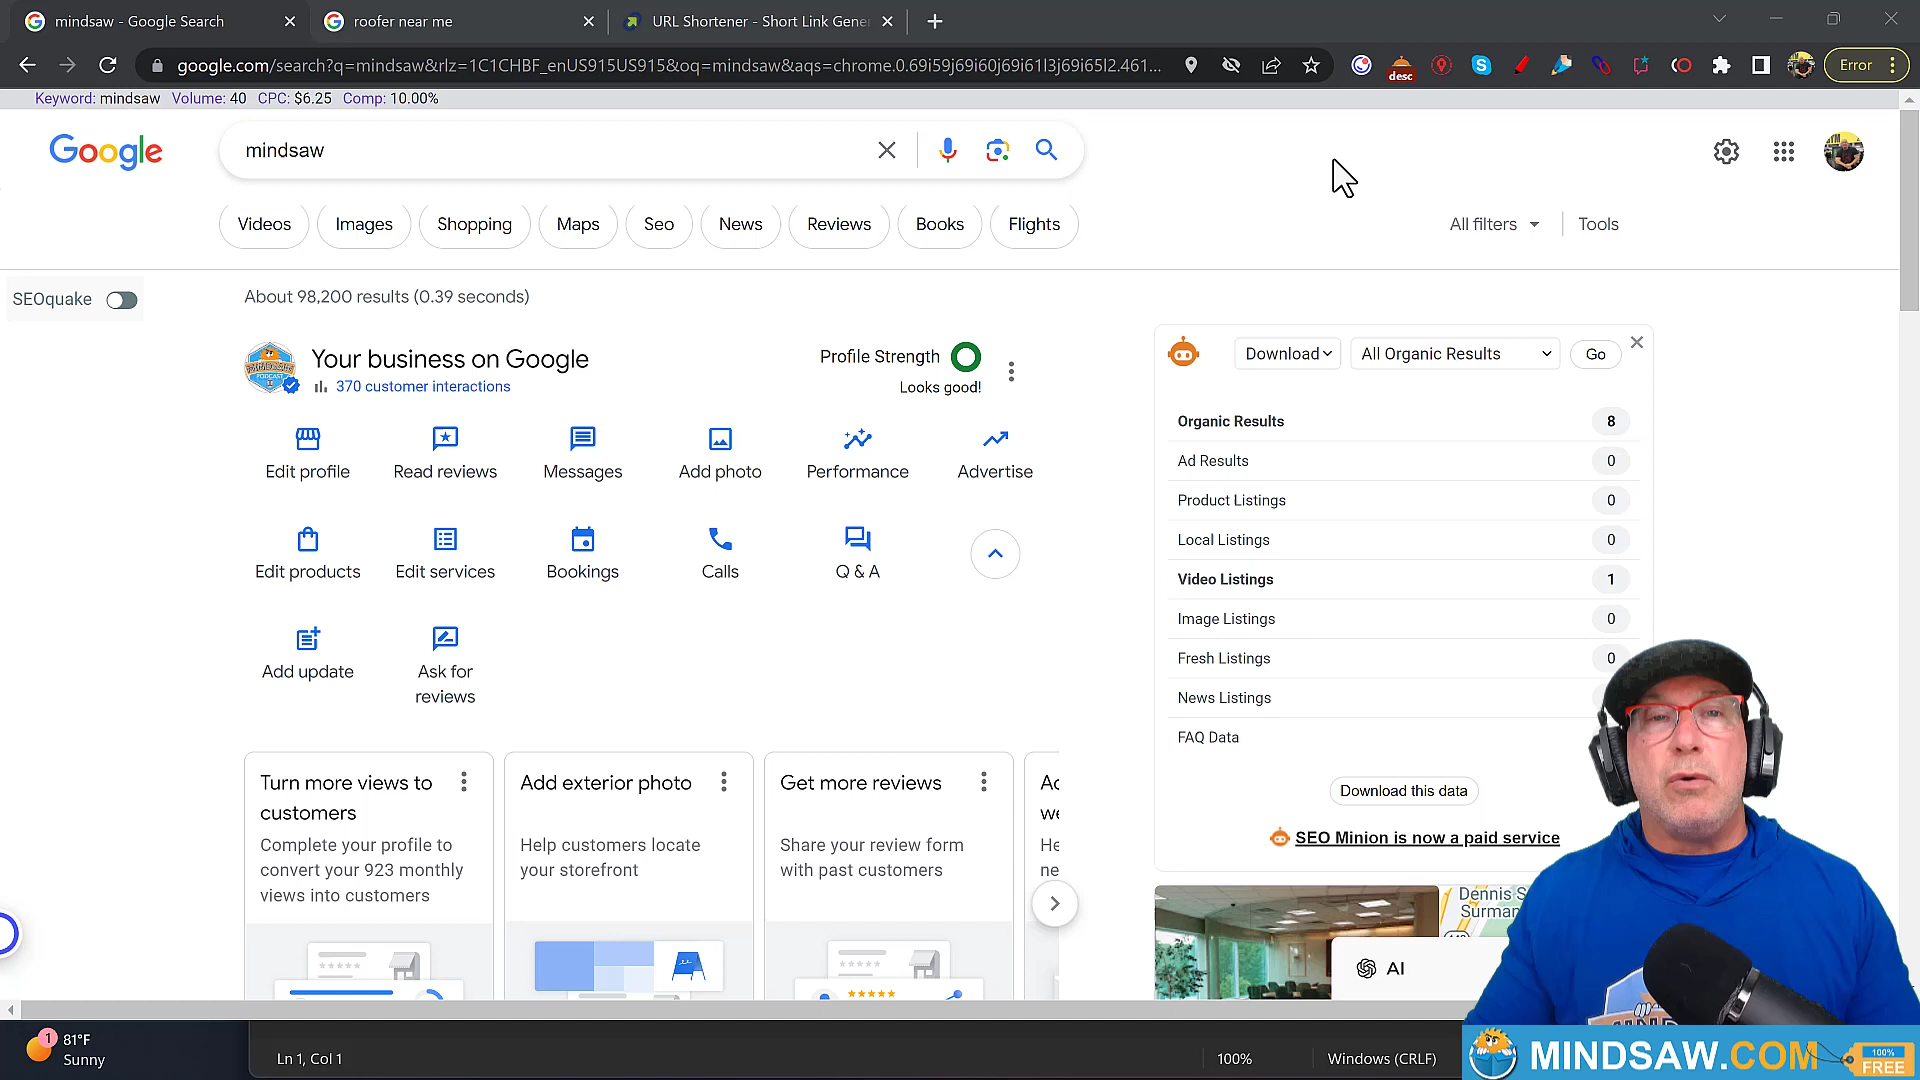 mindsaw - Google Search
roofer near me
URL Shortener - Short Link Gener
google.com/search?q=mindsaw&rlz=1C1CHBF_enUS915US915&oq=mindsaw&aqs=chrome.0.69i59j69i60j69i61l3j69i65l2.461...
desc
Error
Keyword: mindsaw Volume: 40 CPC: $6.25 Comp: 10.00%
Google
mindsaw
Videos
Images
Shopping
Maps
Seo
News
Reviews
Books
Flights
All filters
Tools
SEOquake
About 98,200 results (0.39 seconds)
Your business on Google
370 customer interactions
Profile Strength
Looks good!
Edit profile
Read reviews
Messages
Add photo
Performance
Advertise
Edit products
Edit services
Bookings
Calls
Q & A
Add update
Ask for
reviews
Turn more views to
customers
Complete your profile to
convert your 923 monthly
views into customers
Add exterior photo
Help customers locate
your storefront
Get more reviews
Share your review form
with past customers
Download
All Organic Results
Go
Organic Results 8
Ad Results 0
Product Listings 0
Local Listings 0
Video Listings 1
Image Listings 0
Fresh Listings 0
News Listings
FAQ Data
Download this data
SEO Minion is now a paid service
Dennis S
Surman
AI
1
81°F
Sunny
Ln 1, Col 1
100%
Windows (CRLF)
MINDSAW.COM
100%
FREE